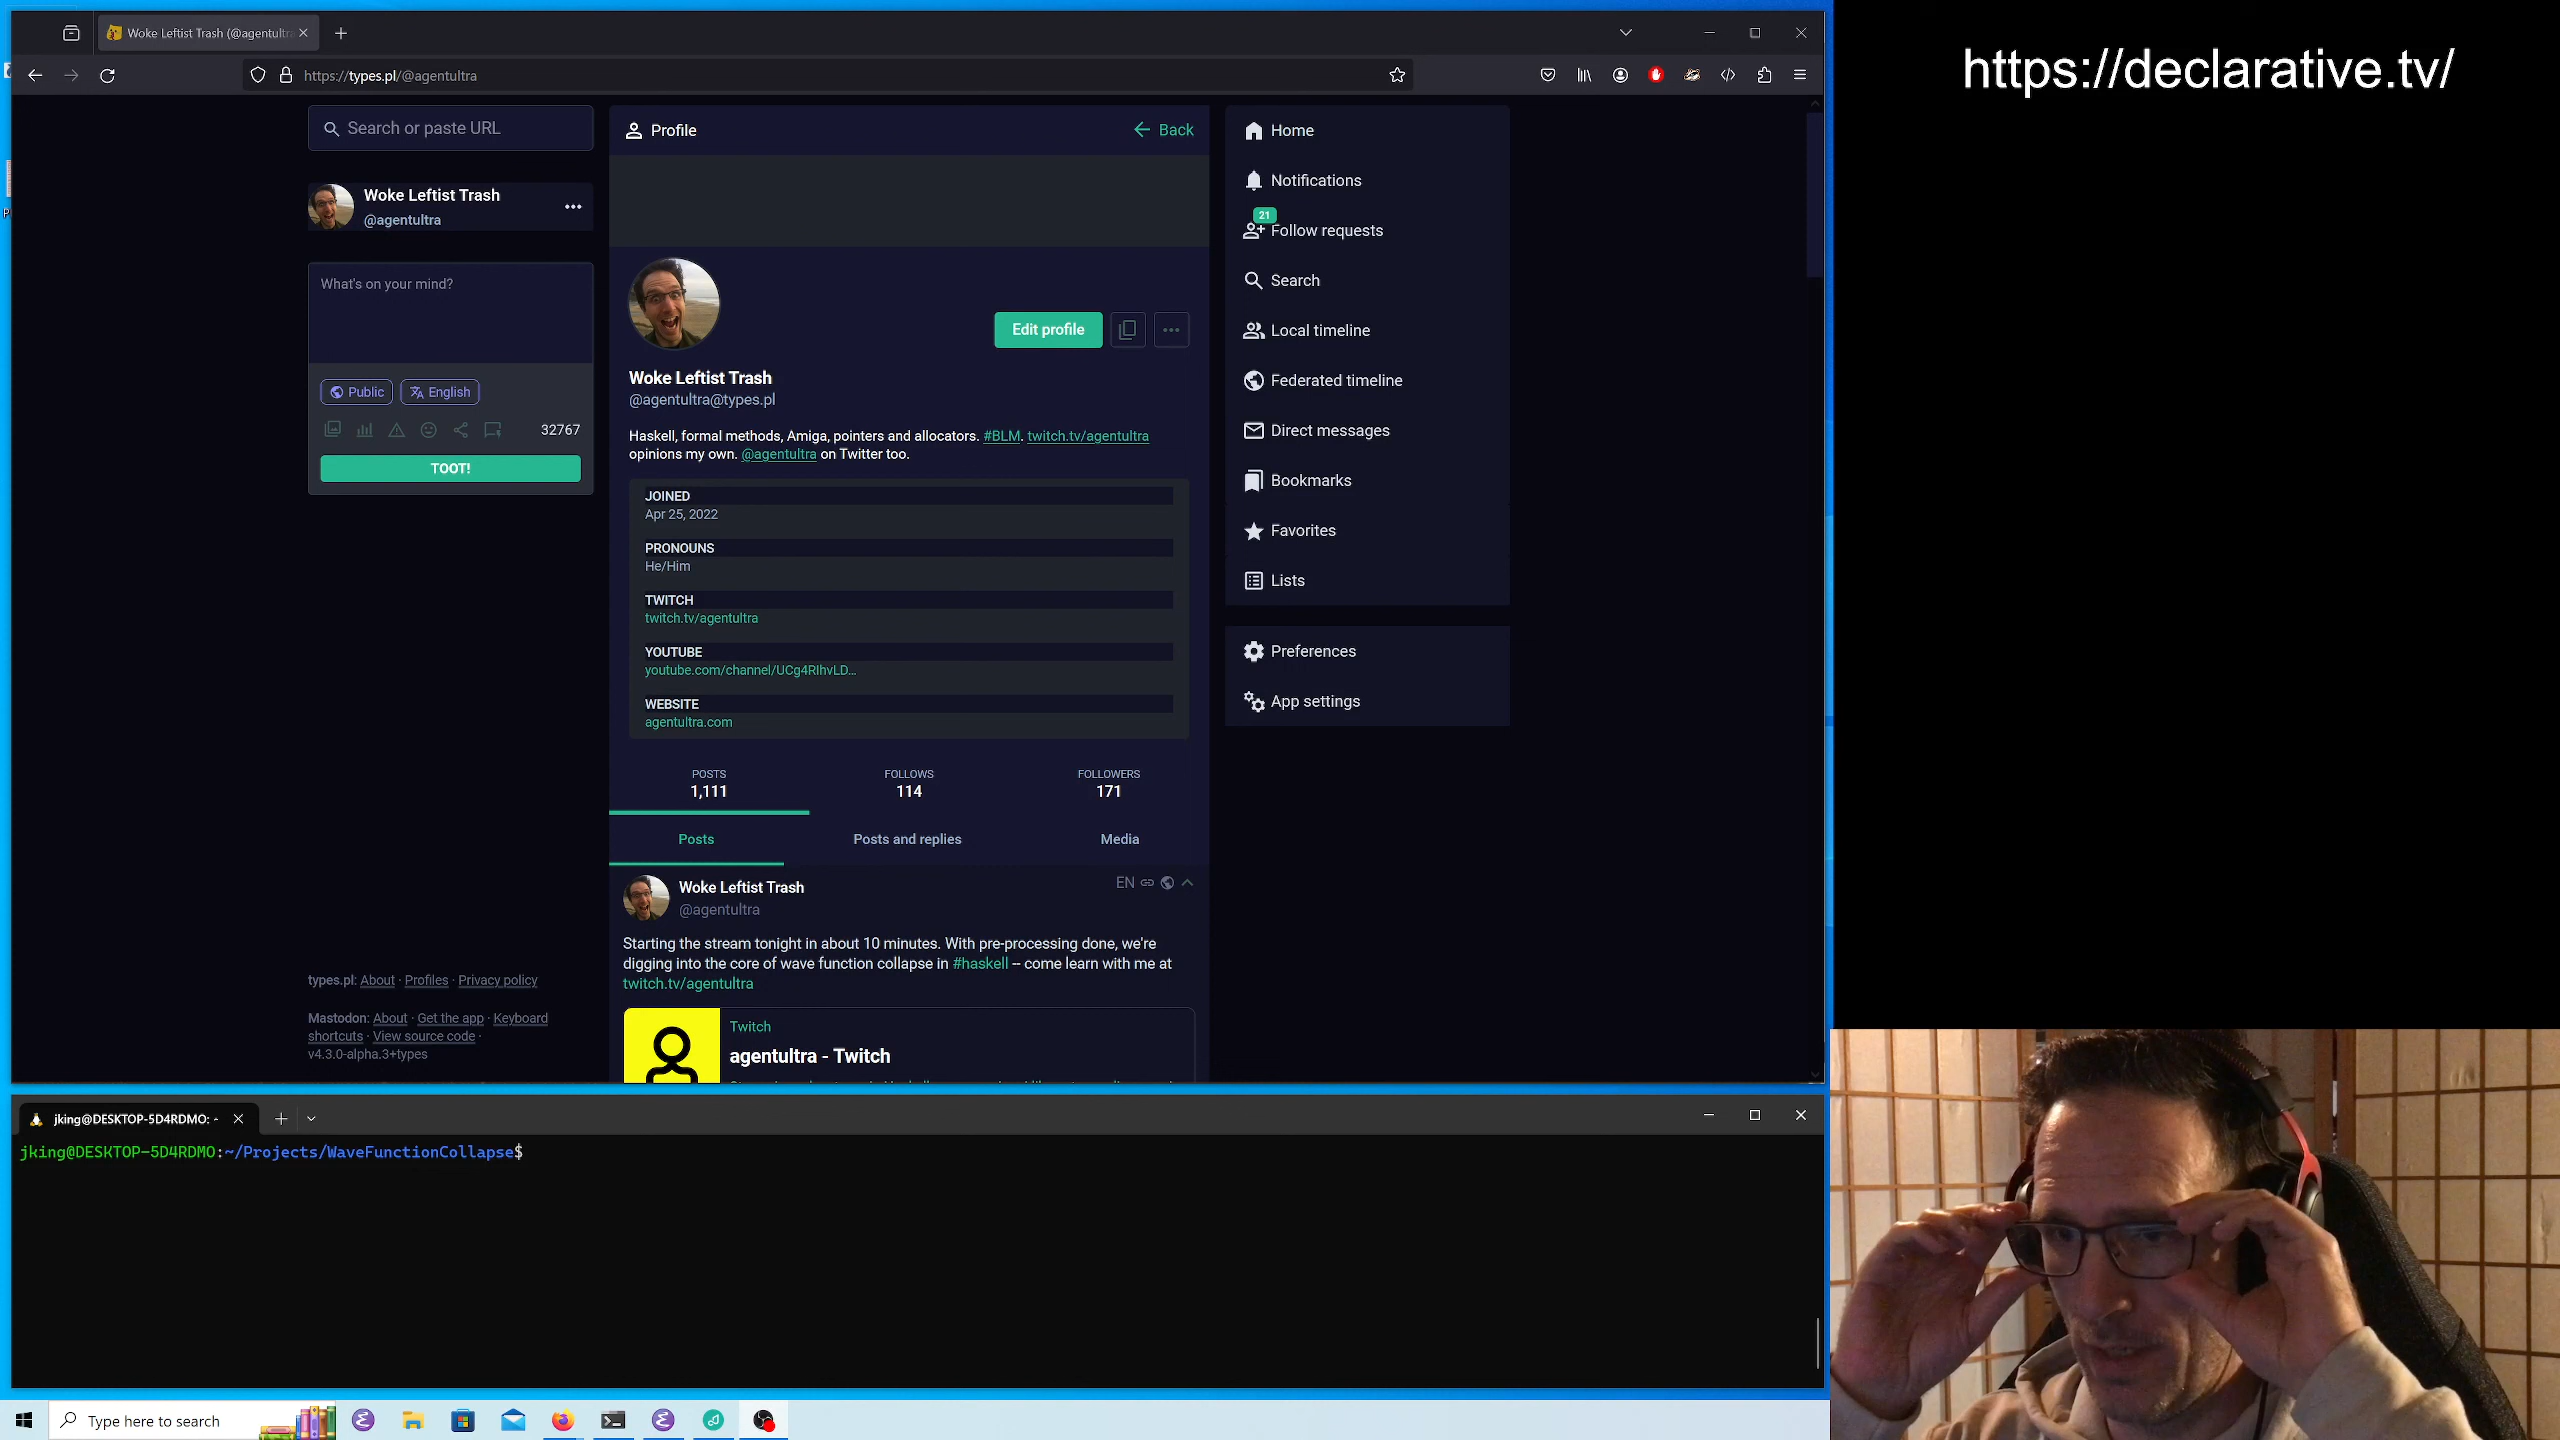 Woke Leftist Trash (@agentultr
https://types.pl/@agentultra
https://declarative.tv/
Search or paste URL
Woke Leftist Trash
@agentultra
What's on your mind?
Public
English
32767
TOOT!
types.pl: About · Profiles · Privacy policy
Mastodon: About · Get the app · Keyboard
shortcuts · View source code ·
v4.3.0-alpha.3+types
Profile
Back
Edit profile
Woke Leftist Trash
@agentultra@types.pl
Haskell, formal methods, Amiga, pointers and allocators. #BLM. twitch.tv/agentultra
opinions my own. @agentultra on Twitter too.
JOINED
Apr 25, 2022
PRONOUNS
He/Him
TWITCH
twitch.tv/agentultra
YOUTUBE
youtube.com/channel/UCg4RIhvLD...
WEBSITE
agentultra.com
POSTS
1,111
FOLLOWS
114
FOLLOWERS
171
Posts
Posts and replies
Media
Woke Leftist Trash
@agentultra
EN
Starting the stream tonight in about 10 minutes. With pre-processing done, we're
digging into the core of wave function collapse in #haskell -- come learn with me at
twitch.tv/agentultra
Twitch
agentultra - Twitch
Home
Notifications
21
Follow requests
Search
Local timeline
Federated timeline
Direct messages
Bookmarks
Favorites
Lists
Preferences
App settings
jking@DESKTOP-5D4RDMO: ~
jking@DESKTOP-5D4RDMO:~/Projects/WaveFunctionCollapse$
Type here to search